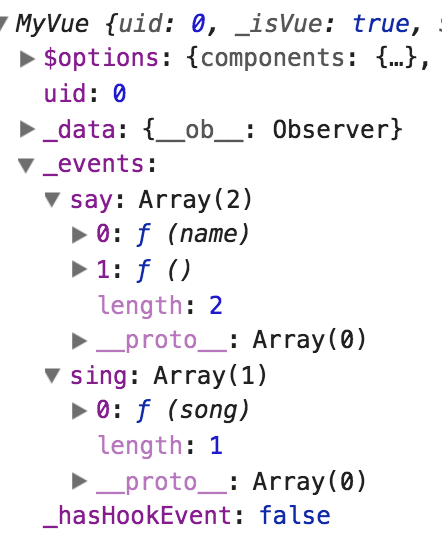 MyVue {uid: 0, _isVue: true,
$options: {components: {…},
uid: 0
_data: {__ob__: Observer}
_events:
say: Array(2)
0: ƒ (name)
1: ƒ ()
length: 2
__proto__: Array(0)
sing: Array(1)
0: ƒ (song)
length: 1
__proto__: Array(0)
_hasHookEvent: false